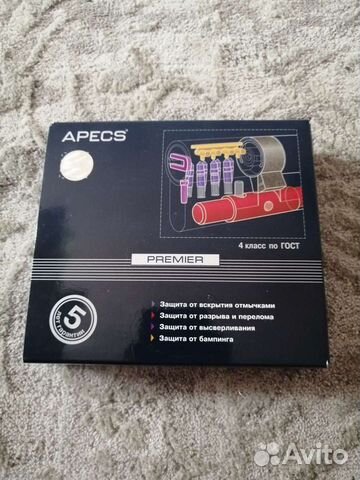 APECS®
4 класс по ГОСТ
PREMIER
5
лет гарантии
Защита от вскрытия отмычками
Защита от разрыва и перелома
Защита от высверливания
Защита от бампинга
Avito